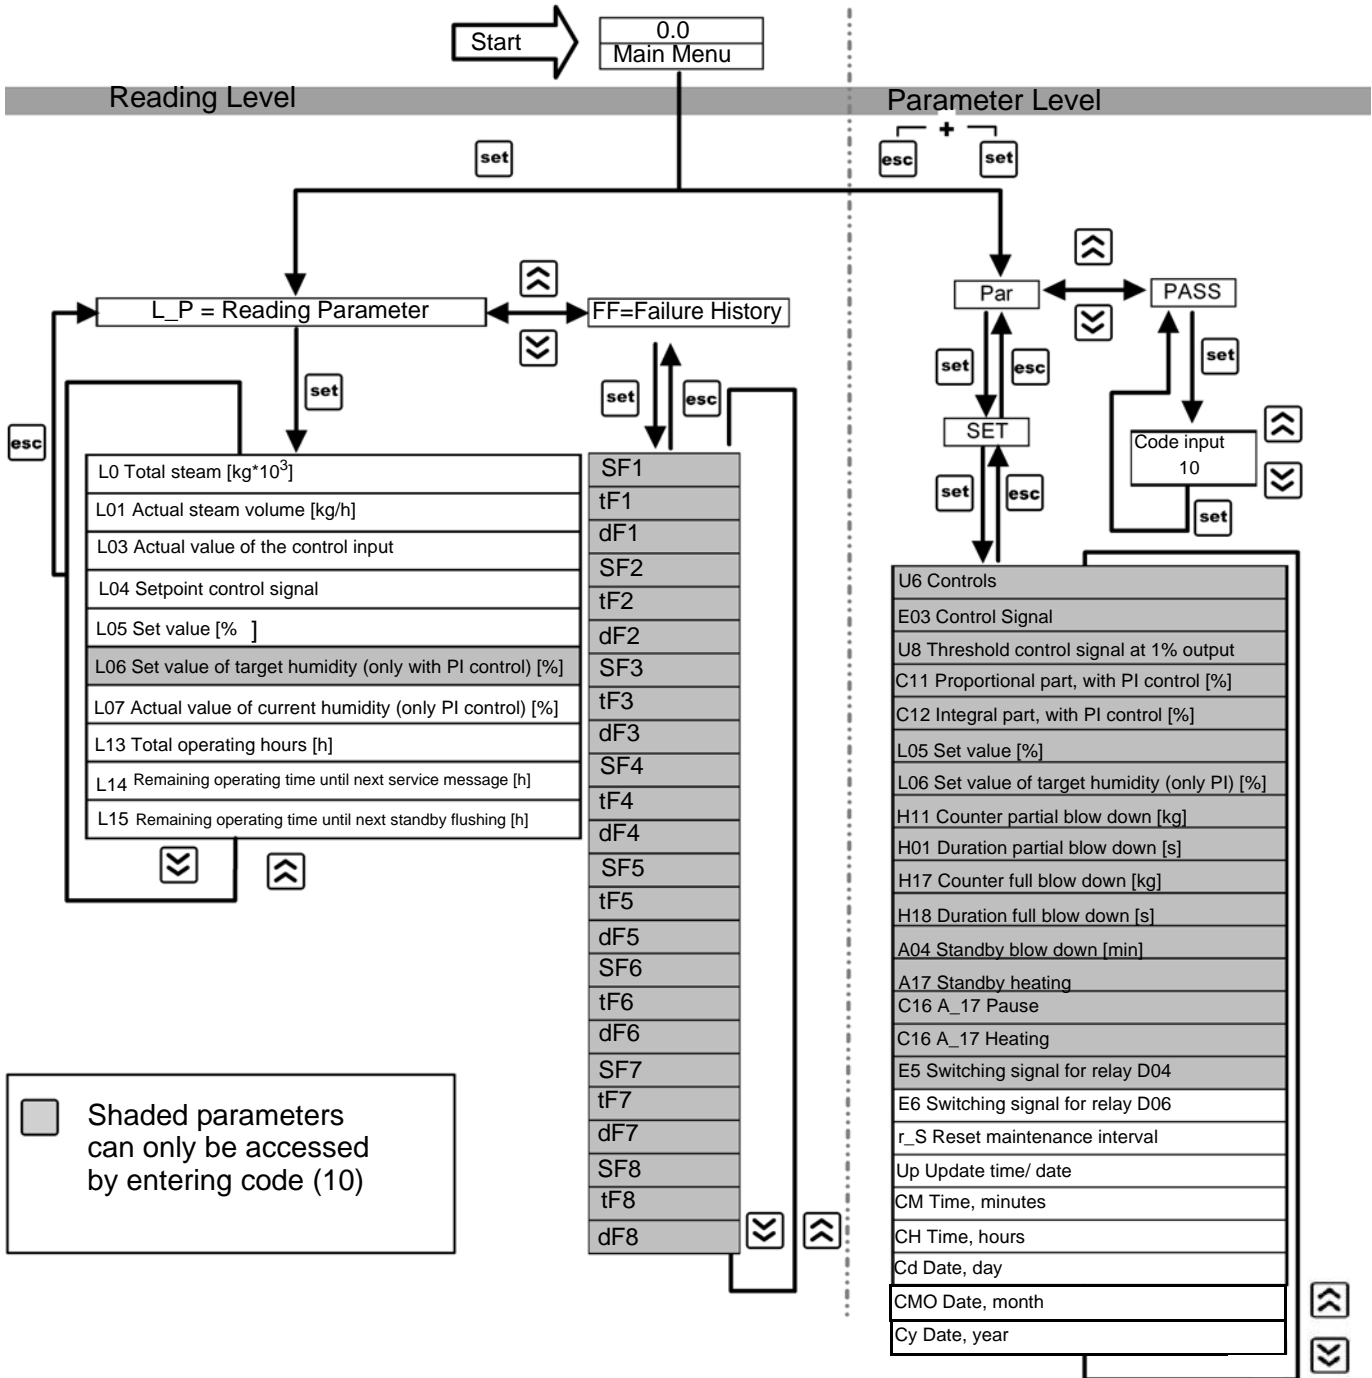 Start
0.0
Main Menu
Reading Level
Parameter Level
set
esc
+
set
L_P = Reading Parameter
FF=Failure History
Par
PASS
set
set
esc
set
esc
set
esc
SET
Code input
10
set
esc
set
L0 Total steam [kg*10³]
L01 Actual steam volume [kg/h]
L03 Actual value of the control input
L04 Setpoint control signal
L05 Set value [% ]
L06 Set value of target humidity (only with PI control) [%]
L07 Actual value of current humidity (only PI control) [%]
L13 Total operating hours [h]
L14 Remaining operating time until next service message [h]
L15 Remaining operating time until next standby flushing [h]
SF1
tF1
dF1
SF2
tF2
dF2
SF3
tF3
dF3
SF4
tF4
dF4
SF5
tF5
dF5
SF6
tF6
dF6
SF7
tF7
dF7
SF8
tF8
dF8
U6 Controls
E03 Control Signal
U8 Threshold control signal at 1% output
C11 Proportional part, with PI control [%]
C12 Integral part, with PI control [%]
L05 Set value [%]
L06 Set value of target humidity (only PI) [%]
H11 Counter partial blow down [kg]
H01 Duration partial blow down [s]
H17 Counter full blow down [kg]
H18 Duration full blow down [s]
A04 Standby blow down [min]
A17 Standby heating
C16 A_17 Pause
C16 A_17 Heating
E5 Switching signal for relay D04
E6 Switching signal for relay D06
r_S Reset maintenance interval
Up Update time/ date
CM Time, minutes
CH Time, hours
Cd Date, day
CMO Date, month
Cy Date, year
Shaded parameters
can only be accessed
by entering code (10)